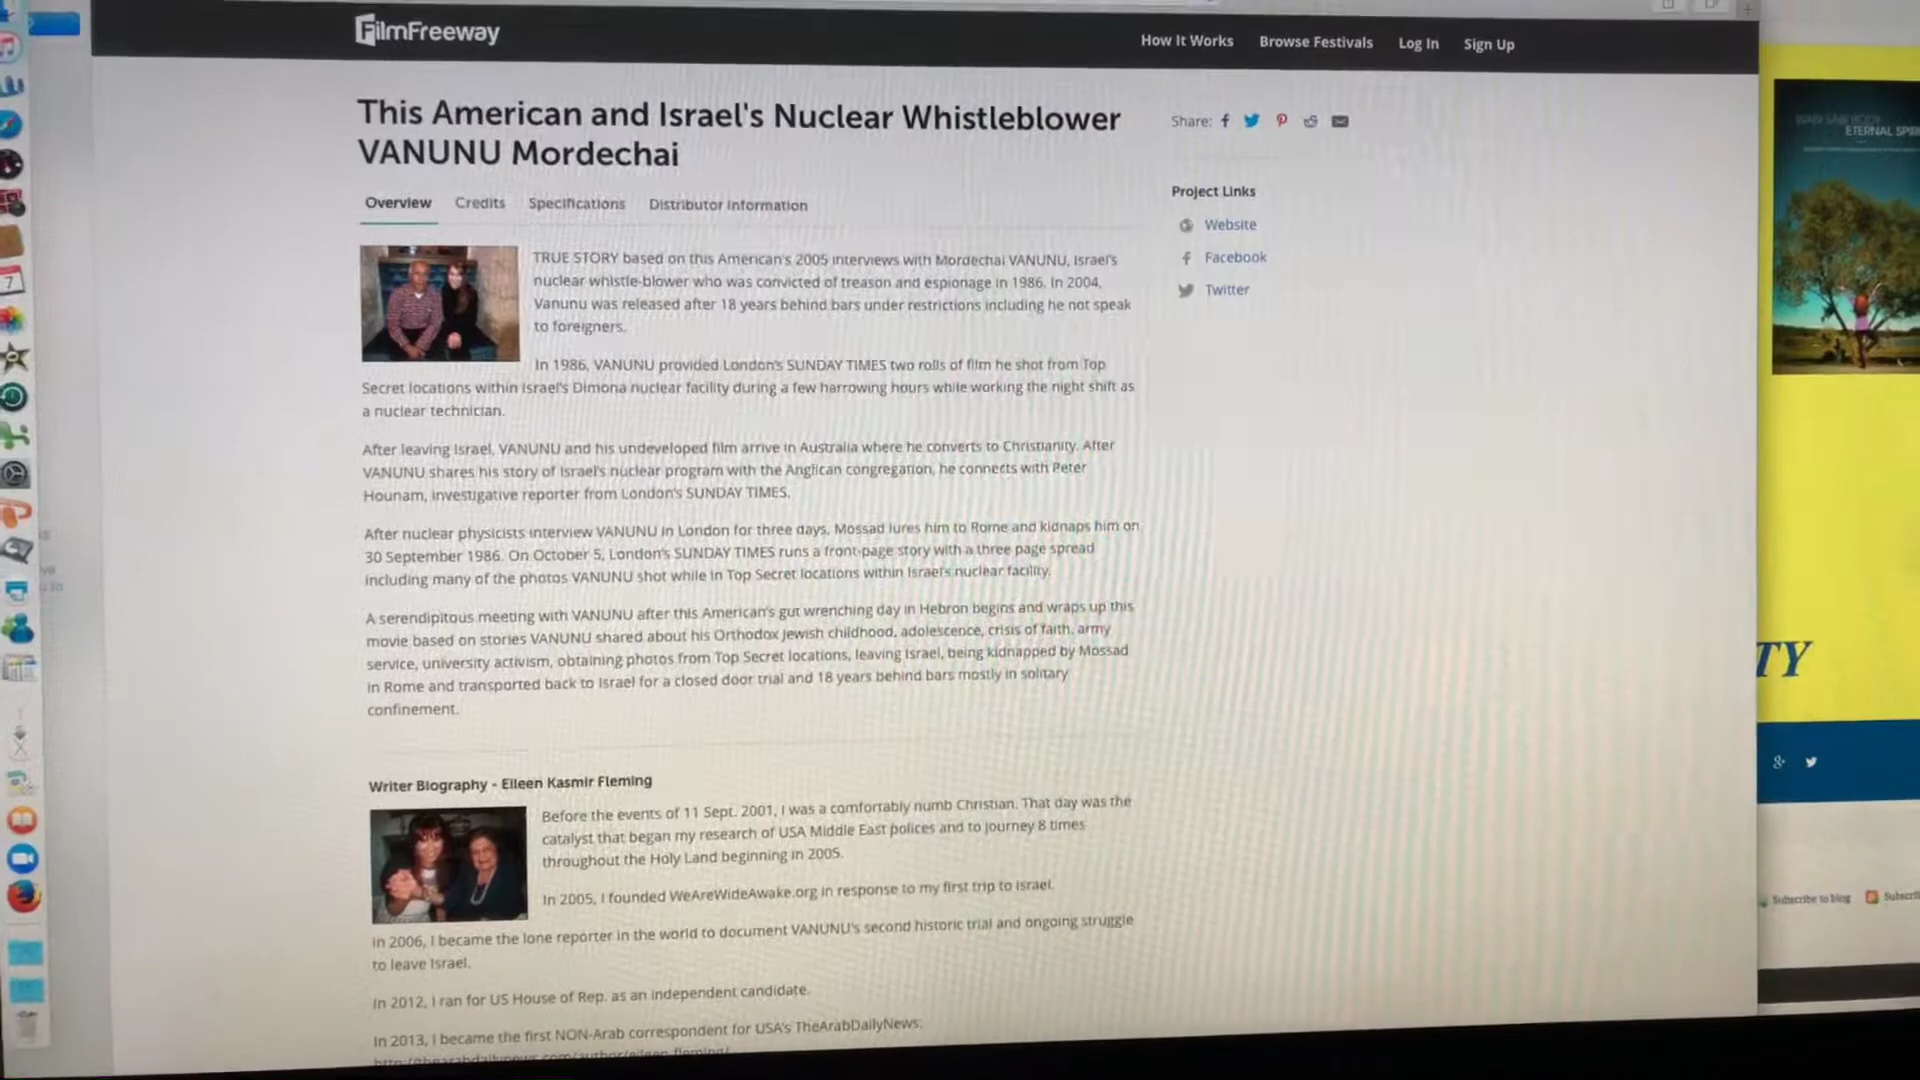 FilmFreeway
How It Works
Browse Festivals
Log In
Sign Up
This American and Israel's Nuclear Whistleblower
VANUNU Mordechai
Share:
Overview
Credits
Specifications
Distributor Information
TRUE STORY based on this American's 2005 interviews with Mordechai VANUNU, Israel's
nuclear whistle-blower who was convicted of treason and espionage in 1986. In 2004,
Vanunu was released after 18 years behind bars under restrictions including he not speak
to foreigners.
In 1986, VANUNU provided London's SUNDAY TIMES two rolls of film he shot from Top
Secret locations within Israel's Dimona nuclear facility during a few harrowing hours while working the night shift as
a nuclear technician.
After leaving Israel, VANUNU and his undeveloped film arrive in Australia where he converts to Christianity. After
VANUNU shares his story of Israel's nuclear program with the Anglican congregation, he connects with Peter
Hounam, investigative reporter from London's SUNDAY TIMES.
After nuclear physicists interview VANUNU in London for three days, Mossad lures him to Rome and kidnaps him on
30 September 1986. On October 5, London's SUNDAY TIMES runs a front-page story with a three page spread
including many of the photos VANUNU shot while in Top Secret locations within Israel's nuclear facility.
A serendipitous meeting with VANUNU after this American's gut wrenching day in Hebron begins and wraps up this
movie based on stories VANUNU shared about his Orthodox Jewish childhood, adolescence, crisis of faith, army
service, university activism, obtaining photos from Top Secret locations, leaving Israel, being kidnapped by Mossad
in Rome and transported back to Israel for a closed door trial and 18 years behind bars mostly in solitary
confinement.
Writer Biography - Eileen Kasmir Fleming
Before the events of 11 Sept. 2001, I was a comfortably numb Christian. That day was the
catalyst that began my research of USA Middle East polices and to journey 8 times
throughout the Holy Land beginning in 2005.
In 2005, I founded WeAreWideAwake.org in response to my first trip to Israel.
In 2006, I became the lone reporter in the world to document VANUNU's second historic trial and ongoing struggle
to leave Israel.
In 2012, I ran for US House of Rep. as an independent candidate.
In 2013, I became the first NON-Arab correspondent for USA's TheArabDailyNews:
http://thearabdailynews.com/author/eileen-fleming/
Project Links
Website
Facebook
Twitter
7
ETERNAL SPIRI
TY
Subscribe to blog
Subscri